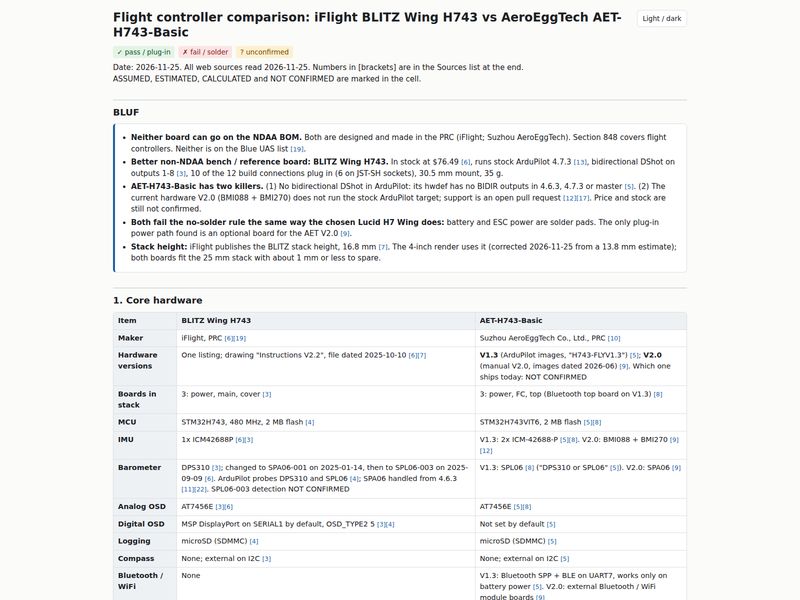 Flight controller comparison: iFlight BLITZ Wing H743 vs AeroEggTech AET-
H743-Basic
Light / dark
✓ pass / plug-in ✗ fail / solder ? unconfirmed
Date: 2026-11-25. All web sources read 2026-11-25. Numbers in [brackets] are in the Sources list at the end.
ASSUMED, ESTIMATED, CALCULATED and NOT CONFIRMED are marked in the cell.
BLUF
• Neither board can go on the NDAA BOM. Both are designed and made in the PRC (iFlight; Suzhou AeroEggTech). Section 848 covers flight
controllers. Neither is on the Blue UAS list [19].
• Better non-NDAA bench / reference board: BLITZ Wing H743. In stock at $76.49 [6], runs stock ArduPilot 4.7.3 [13], bidirectional DShot on
outputs 1-8 [3], 10 of the 12 build connections plug in (6 on JST-SH sockets), 30.5 mm mount, 35 g.
• AET-H743-Basic has two killers. (1) No bidirectional DShot in ArduPilot: its hwdef has no BIDIR outputs in 4.6.3, 4.7.3 or master [5]. (2) The
current hardware V2.0 (BMI088 + BMI270) does not run the stock ArduPilot target; support is an open pull request [12][17]. Price and stock are
still not confirmed.
• Both fail the no-solder rule the same way the chosen Lucid H7 Wing does: battery and ESC power are solder pads. The only plug-in
power path found is an optional board for the AET V2.0 [9].
• Stack height: iFlight publishes the BLITZ stack height, 16.8 mm [7]. The 4-inch render uses it (corrected 2026-11-25 from a 13.8 mm estimate);
both boards fit the 25 mm stack with about 1 mm or less to spare.
1. Core hardware
Item BLITZ Wing H743 AET-H743-Basic
Maker iFlight, PRC [6][19] Suzhou AeroEggTech Co., Ltd., PRC [10]
Hardware versions One listing; drawing "Instructions V2.2", file dated 2025-10-10 [6][7] V1.3 (ArduPilot images, "H743-FLYV1.3") [5]; V2.0
(manual V2.0, images dated 2026-06) [9]. Which one
ships today: NOT CONFIRMED
Boards in stack 3: power, main, cover [3] 3: power, FC, top (Bluetooth top board on V1.3) [8]
MCU STM32H743, 480 MHz, 2 MB flash [4] STM32H743VIT6, 2 MB flash [5][8]
IMU 1x ICM42688P [6][3] V1.3: 2x ICM-42688-P [5][8]. V2.0: BMI088 + BMI270 [9]
[12]
Barometer DPS310 [3]; changed to SPA06-001 on 2025-01-14, then to SPL06-003 on 2025-
09-09 [6]. ArduPilot probes DPS310 and SPL06 [4]; SPA06 handled from 4.6.3
[11][22]. SPL06-003 detection NOT CONFIRMED V1.3: SPL06 [8] ("DPS310 or SPL06" [5]). V2.0: SPA06 [9]
Analog OSD AT7456E [3][6] AT7456E [5][8]
Digital OSD MSP DisplayPort on SERIAL1 by default, OSD_TYPE2 5 [3][4] Not set by default [5]
Logging microSD (SDMMC) [4] microSD (SDMMC) [5]
Compass None; external on I2C [3] None; external on I2C [5]
Bluetooth / WiFi None V1.3: Bluetooth SPP + BLE on UART7, works only on
battery power [5]. V2.0: external Bluetooth / WiFi
module boards [9]